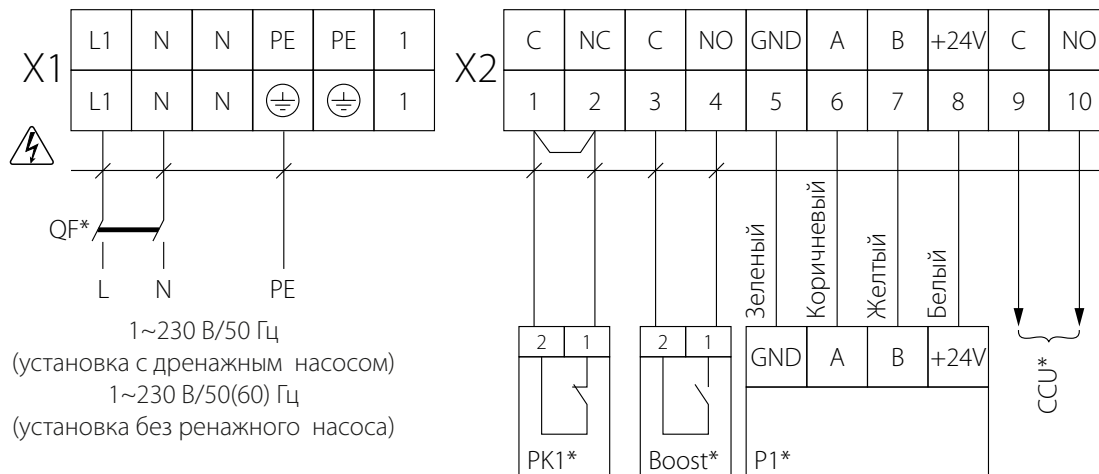 X1
L1 N N PE PE 1
L1 N N 1
QF*
L N PE
1~230 В/50 Гц
(установка с дренажным насосом)
1~230 В/50(60) Гц
(установка без ренажного насоса)
X2
C NC C NO GND A B +24V C NO
1 2 3 4 5 6 7 8 9 10
Зеленый
Коричневый
Желтый
Белый
2 1
PK1*
2 1
Boost*
GND A B +24V
P1*
CCU*